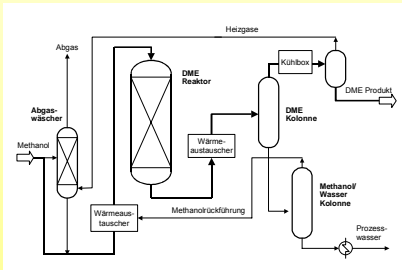 Heizgase
Abgas
Kühlbox
DME
Reaktor
DME Produkt
Abgas-
wäscher
DME
Kolonne
Methanol
Wärme-
austauscher
Methanol/
Wasser
Kolonne
Wärmeaus-
tauscher
Methanolrückführung
Prozess-
wasser